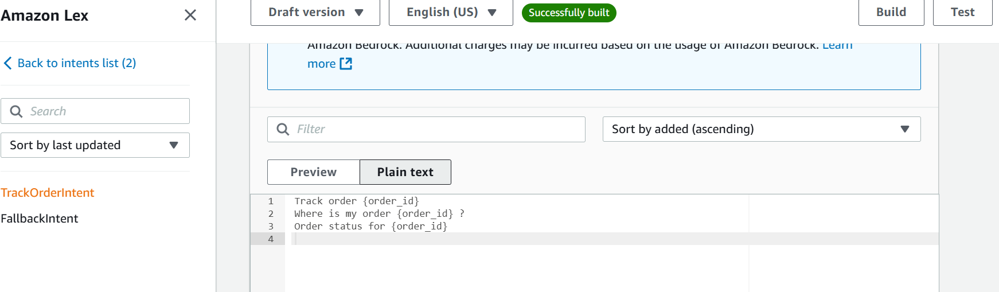 Amazon Lex
Draft version
English (US)
Successfully built
Build
Test
Back to intents list (2)
Search
Sort by last updated
TrackOrderIntent
FallbackIntent
Amazon Bedrock. Additional charges may be incurred based on the usage of Amazon Bedrock. Learn
more
Filter
Sort by added (ascending)
Preview
Plain text
1 Track order {order_id}
2 Where is my order {order_id} ?
3 Order status for {order_id}
4